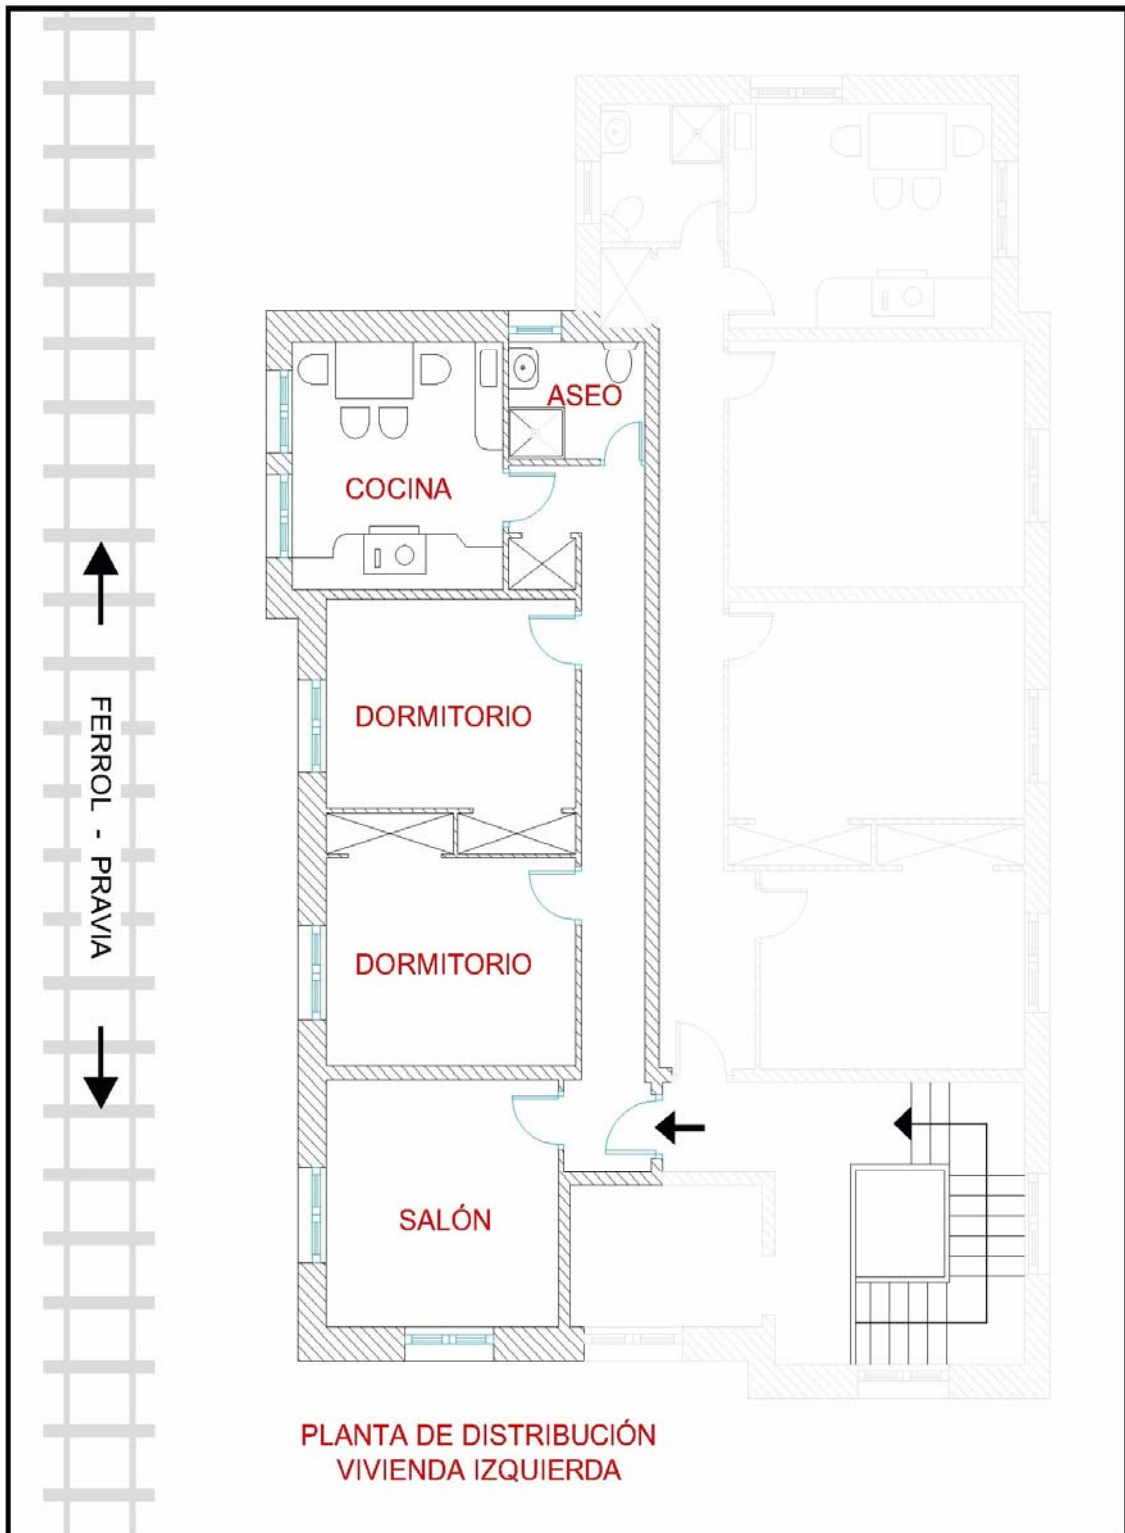 ASEO
COCINA
DORMITORIO
FERROL - PRAVIA
DORMITORIO
SALÓN
PLANTA DE DISTRIBUCIÓN
VIVIENDA IZQUIERDA